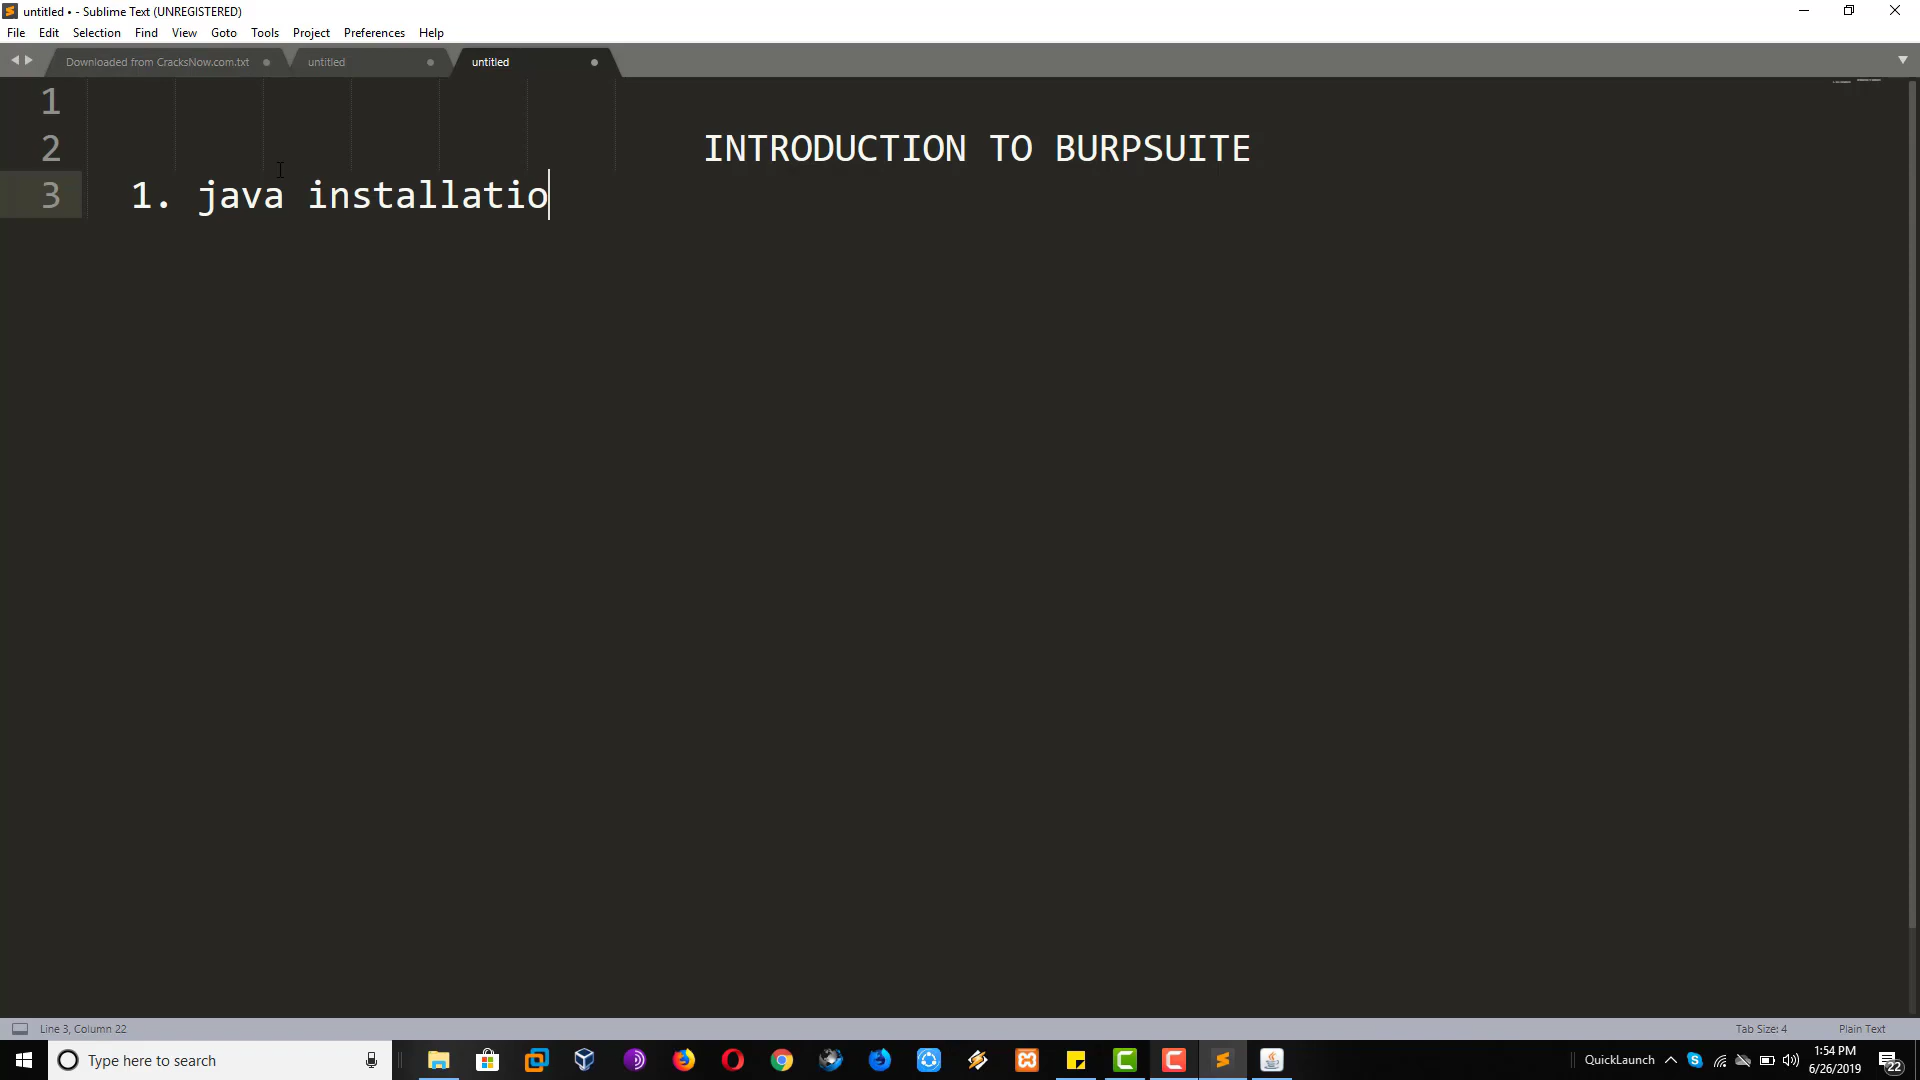 untitled • - Sublime Text (UNREGISTERED)
File Edit Selection Find View Goto Tools Project Preferences Help
Downloaded from CracksNow.com.txt untitled untitled
1
2 INTRODUCTION TO BURPSUITE
3 1. java installatio
Line 3, Column 22 Tab Size: 4 Plain Text
Type here to search QuickLaunch 1:54 PM
6/26/2019 22